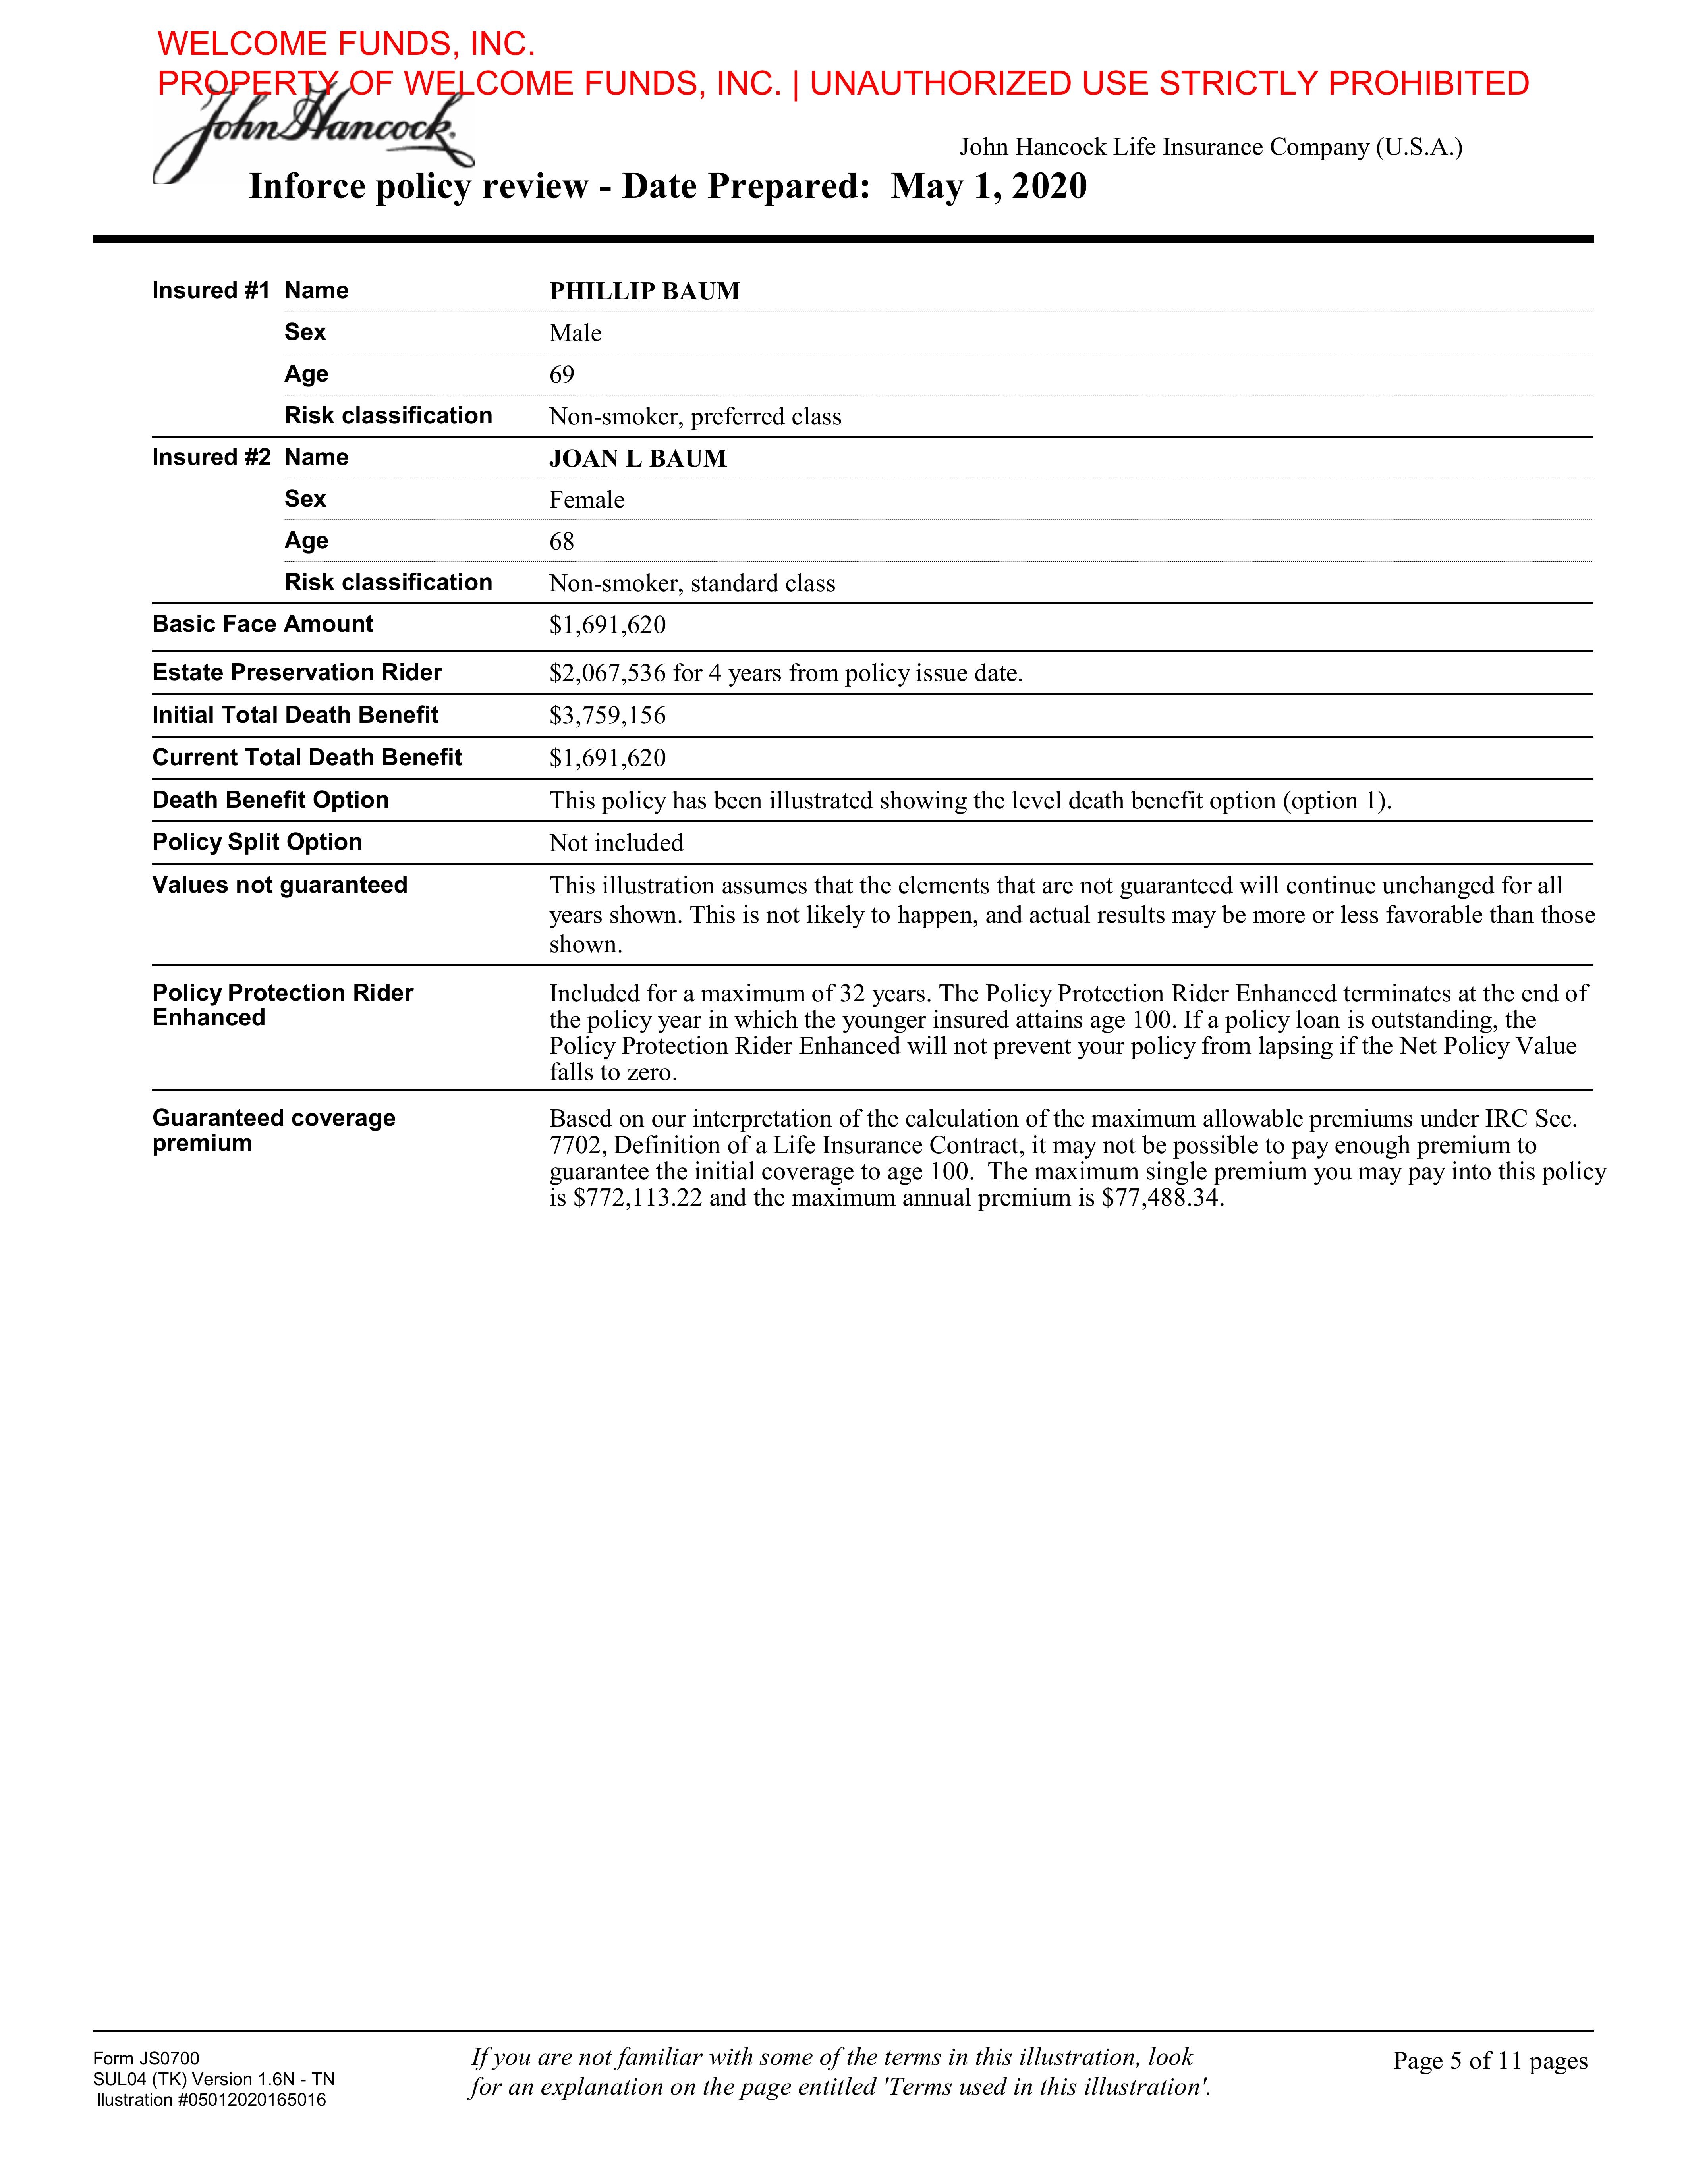 WELCOME FUNDS, INC.
PROPERTY OF WELCOME FUNDS, INC. | UNAUTHORIZED USE STRICTLY PROHIBITED
John Hancock.
John Hancock Life Insurance Company (U.S.A.)
Inforce policy review - Date Prepared: May 1, 2020
Insured #1 Name PHILLIP BAUM
Sex Male
Age 69
Risk classification Non-smoker, preferred class
Insured #2 Name JOAN L BAUM
Sex Female
Age 68
Risk classification Non-smoker, standard class
Basic Face Amount $1,691,620
Estate Preservation Rider $2,067,536 for 4 years from policy issue date.
Initial Total Death Benefit $3,759,156
Current Total Death Benefit $1,691,620
Death Benefit Option This policy has been illustrated showing the level death benefit option (option 1).
Policy Split Option Not included
Values not guaranteed This illustration assumes that the elements that are not guaranteed will continue unchanged for all
years shown. This is not likely to happen, and actual results may be more or less favorable than those
shown.
Policy Protection Rider Included for a maximum of 32 years. The Policy Protection Rider Enhanced terminates at the end of
Enhanced the policy year in which the younger insured attains age 100. If a policy loan is outstanding, the
Policy Protection Rider Enhanced will not prevent your policy from lapsing if the Net Policy Value
falls to zero.
Guaranteed coverage Based on our interpretation of the calculation of the maximum allowable premiums under IRC Sec.
premium 7702, Definition of a Life Insurance Contract, it may not be possible to pay enough premium to
guarantee the initial coverage to age 100. The maximum single premium you may pay into this policy
is $772,113.22 and the maximum annual premium is $77,488.34.
Form JS0700
SUL04 (TK) Version 1.6N - TN
llustration #05012020165016
If you are not familiar with some of the terms in this illustration, look
for an explanation on the page entitled 'Terms used in this illustration'.
Page 5 of 11 pages